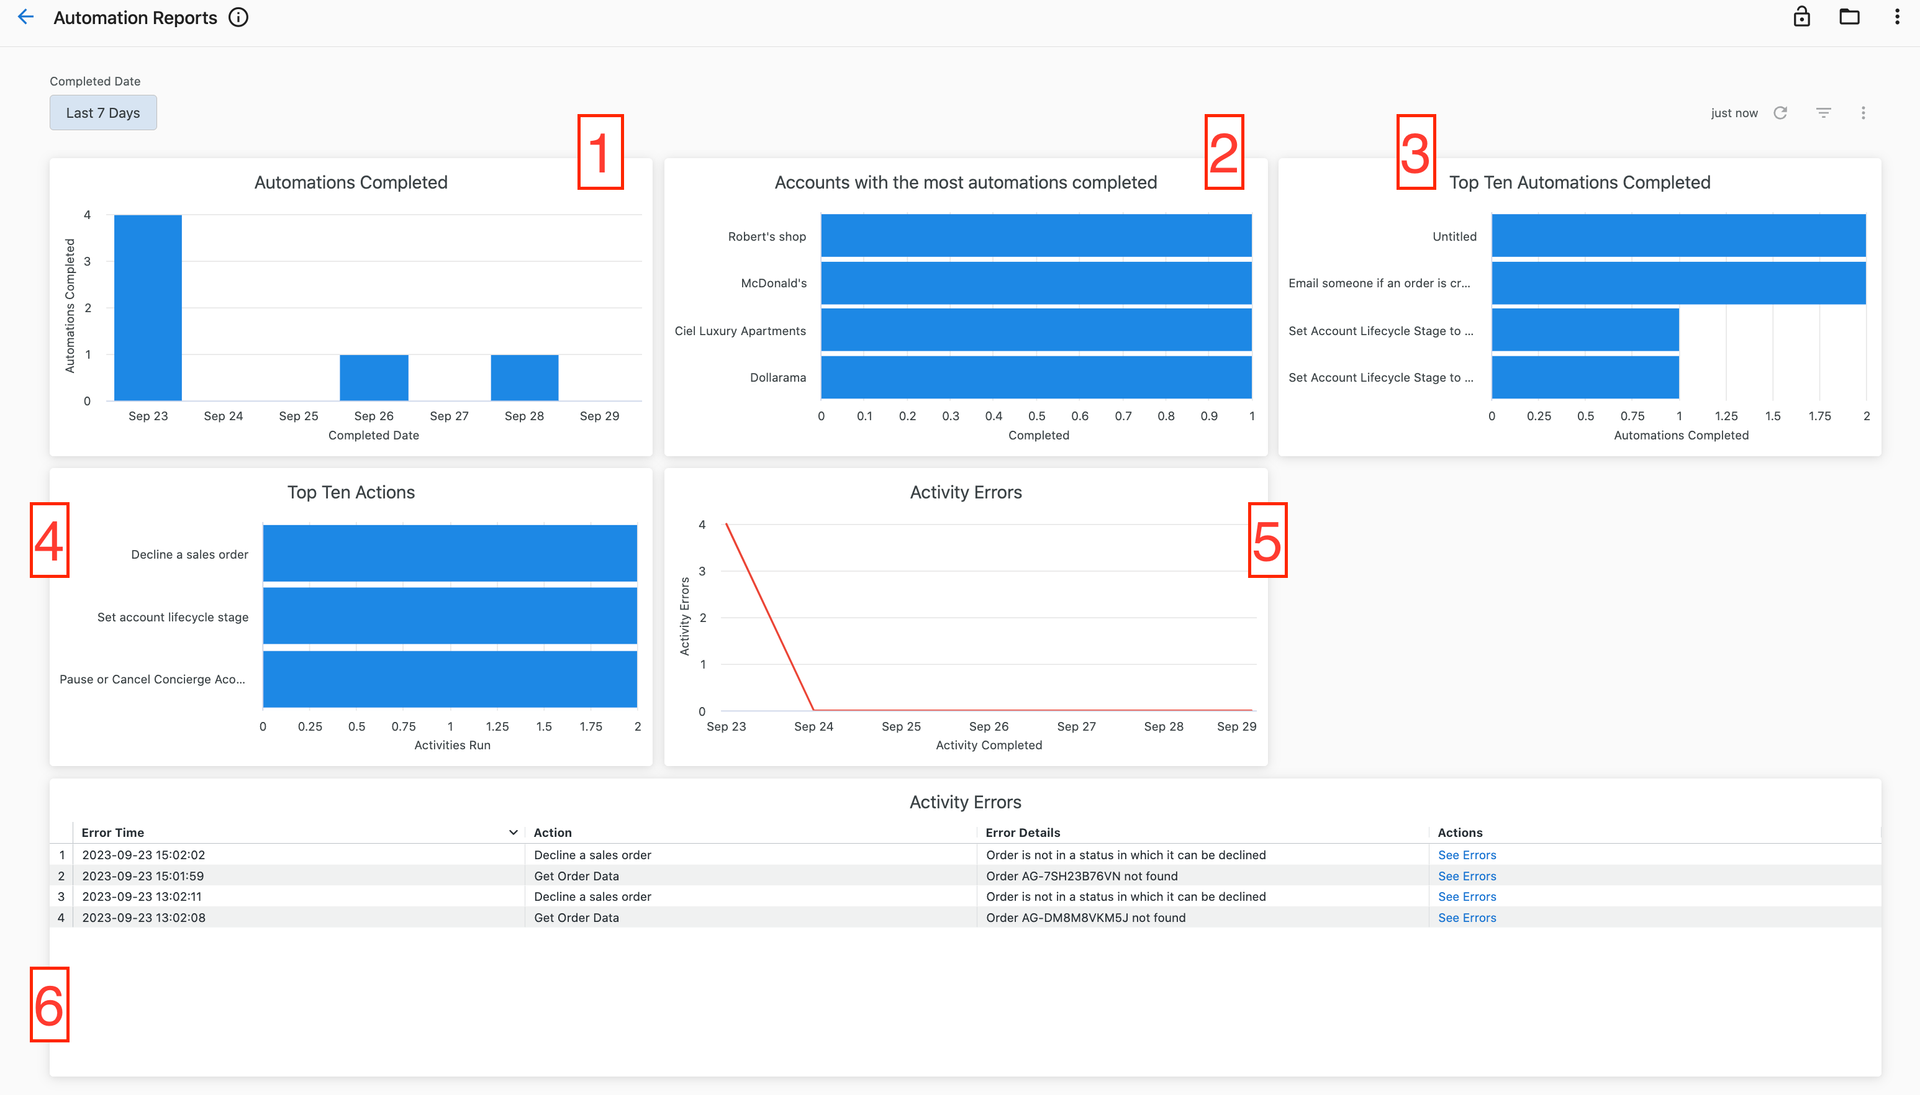 Automation Reports
Completed Date
Last 7 Days
just now
1
Automations Completed
Automations Completed
4
3
2
1
0
Sep 23 Sep 24 Sep 25 Sep 26 Sep 27 Sep 28 Sep 29
Completed Date
2
Accounts with the most automations completed
Robert's shop
McDonald's
Ciel Luxury Apartments
Dollarama
0 0.1 0.2 0.3 0.4 0.5 0.6 0.7 0.8 0.9 1
Completed
3
Top Ten Automations Completed
Untitled
Email someone if an order is cr...
Set Account Lifecycle Stage to ...
Set Account Lifecycle Stage to ...
0 0.25 0.5 0.75 1 1.25 1.5 1.75 2
Automations Completed
4
Top Ten Actions
Decline a sales order
Set account lifecycle stage
Pause or Cancel Concierge Aco...
0 0.25 0.5 0.75 1 1.25 1.5 1.75 2
Activities Run
5
Activity Errors
Activity Errors
4
3
2
1
0
Sep 23 Sep 24 Sep 25 Sep 26 Sep 27 Sep 28 Sep 29
Activity Completed
6
Activity Errors
Error Time Action Error Details Actions
1 2023-09-23 15:02:02 Decline a sales order Order is not in a status in which it can be declined See Errors
2 2023-09-23 15:01:59 Get Order Data Order AG-7SH23B76VN not found See Errors
3 2023-09-23 13:02:11 Decline a sales order Order is not in a status in which it can be declined See Errors
4 2023-09-23 13:02:08 Get Order Data Order AG-DM8M8VKM5J not found See Errors